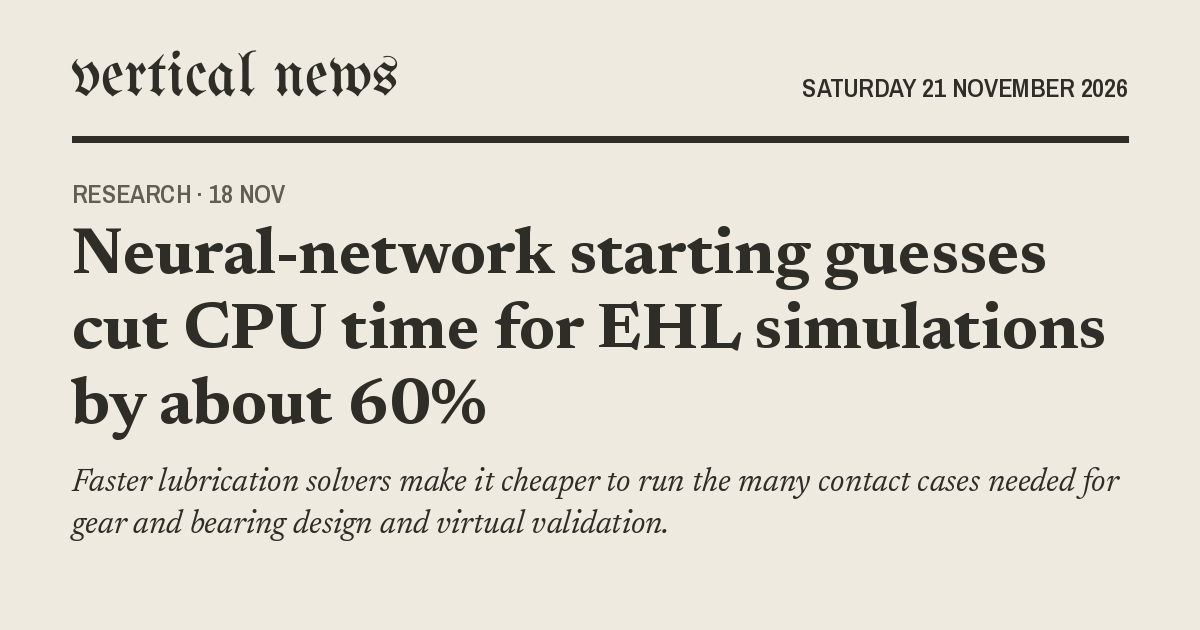 vertical news
SATURDAY 21 NOVEMBER 2026
RESEARCH · 18 NOV
Neural-network starting guesses
cut CPU time for EHL simulations
by about 60%
Faster lubrication solvers make it cheaper to run the many contact cases needed for
gear and bearing design and virtual validation.